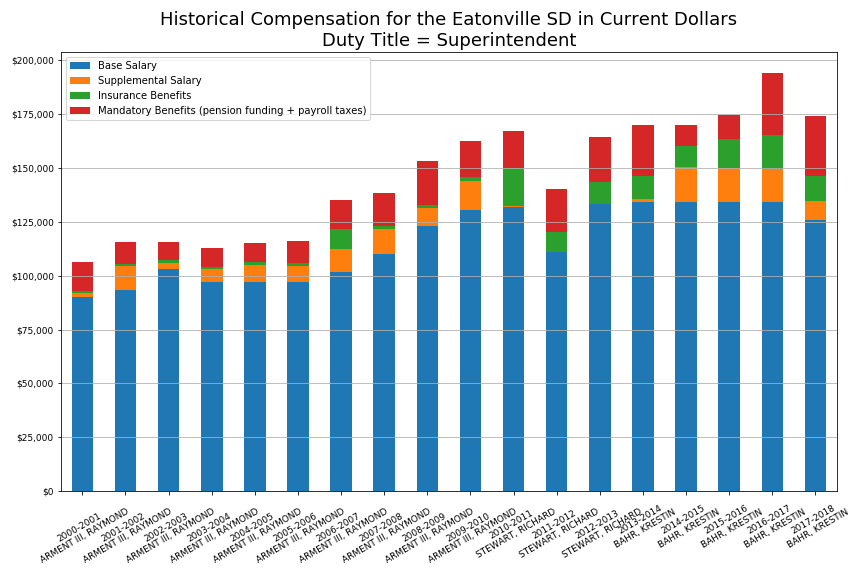 Historical Compensation for the Eatonville SD in Current Dollars
Duty Title = Superintendent
Base Salary
Supplemental Salary
Insurance Benefits
Mandatory Benefits (pension funding + payroll taxes)
$200,000
$175,000
$150,000
$125,000
$100,000
$75,000
$50,000
$25,000
$0
2000-2001
ARMENT III, RAYMOND
2001-2002
ARMENT III, RAYMOND
2002-2003
ARMENT III, RAYMOND
2003-2004
ARMENT III, RAYMOND
2004-2005
ARMENT III, RAYMOND
2005-2006
ARMENT III, RAYMOND
2006-2007
ARMENT III, RAYMOND
2007-2008
ARMENT III, RAYMOND
2008-2009
ARMENT III, RAYMOND
2009-2010
ARMENT III, RAYMOND
2010-2011
STEWART, RICHARD
2011-2012
STEWART, RICHARD
2012-2013
STEWART, RICHARD
2013-2014
BAHR, KRESTIN
2014-2015
BAHR, KRESTIN
2015-2016
BAHR, KRESTIN
2016-2017
BAHR, KRESTIN
2017-2018
BAHR, KRESTIN